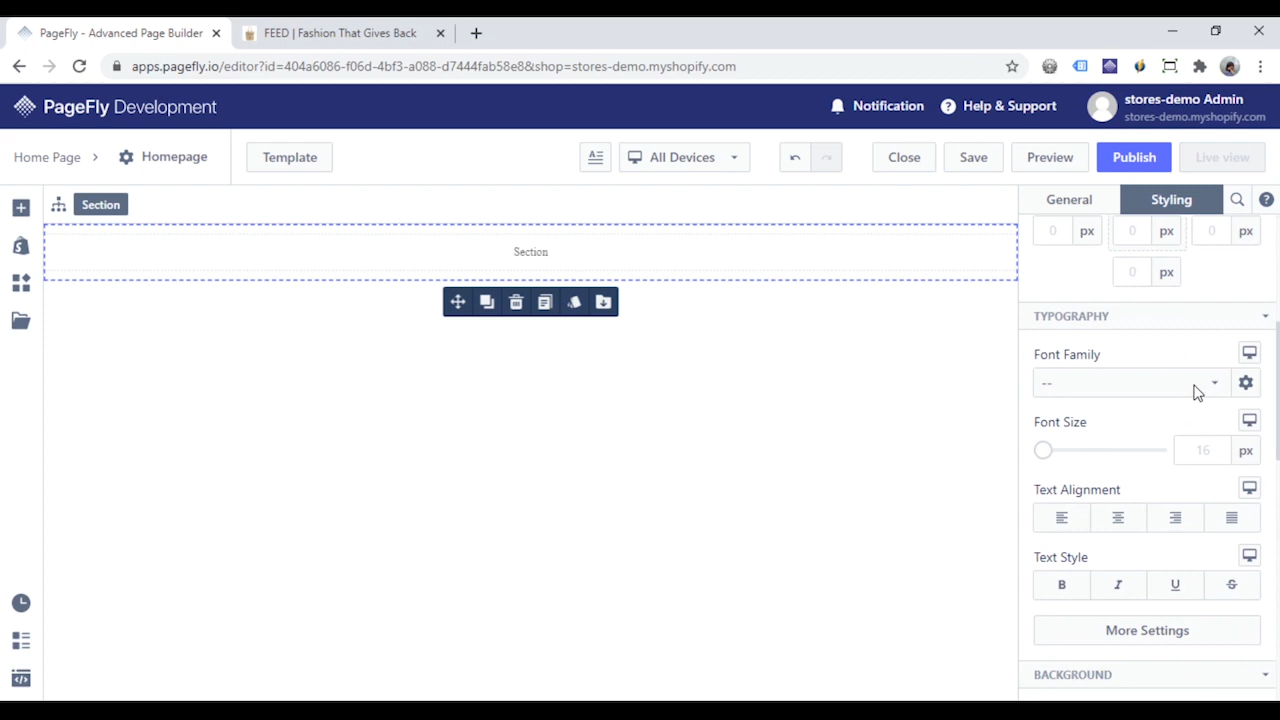 PageFly - Advanced Page Builder
FEED | Fashion That Gives Back
apps.pagefly.io/editor?id=404a6086-f06d-4bf3-a088-d7444fab58e8&shop=stores-demo.myshopify.com
PageFly Development
Notification
Help & Support
stores-demo Admin
stores-demo.myshopify.com
Home Page
Homepage
Template
All Devices
Close
Save
Preview
Publish
Live view
Section
General
Styling
0 px
0 px
0 px
Section
0 px
TYPOGRAPHY
Font Family
--
Font Size
16 px
Text Alignment
Text Style
B I U S
More Settings
BACKGROUND